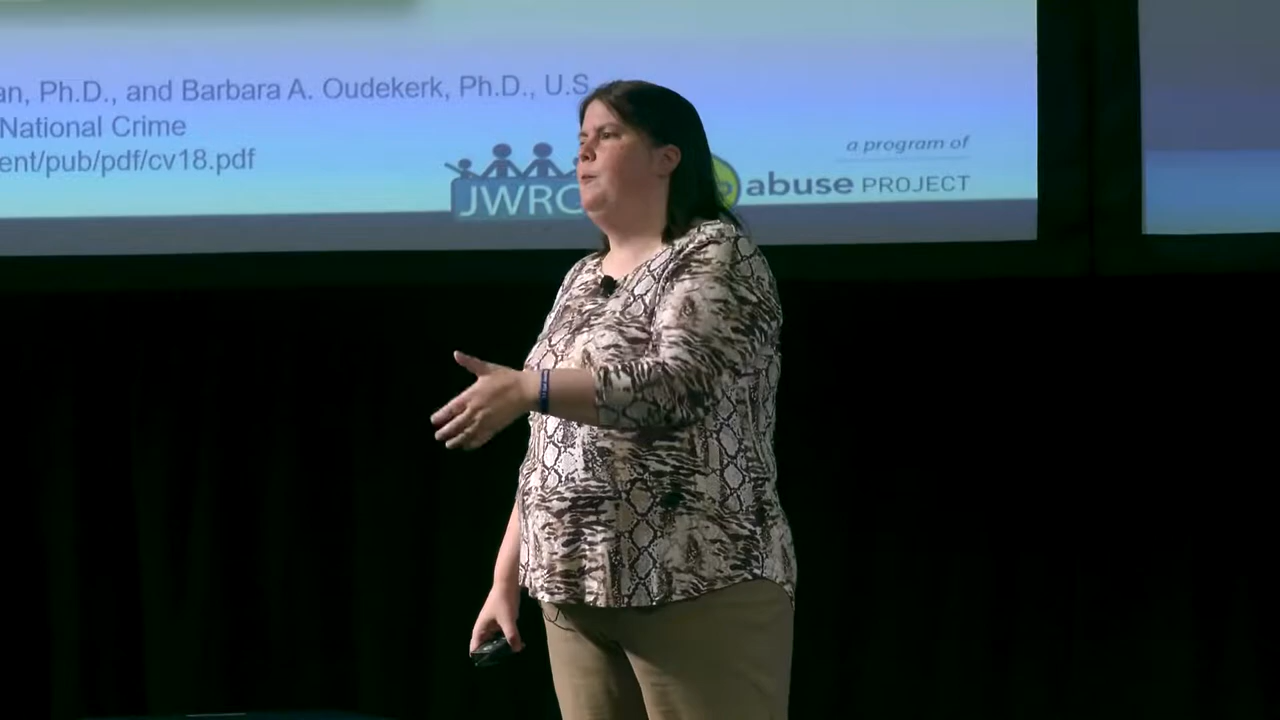 an, Ph.D., and Barbara A. Oudekerk, Ph.D., U.S
National Crime
ent/pub/pdf/cv18.pdf
JWRC
a program of
abuse PROJECT